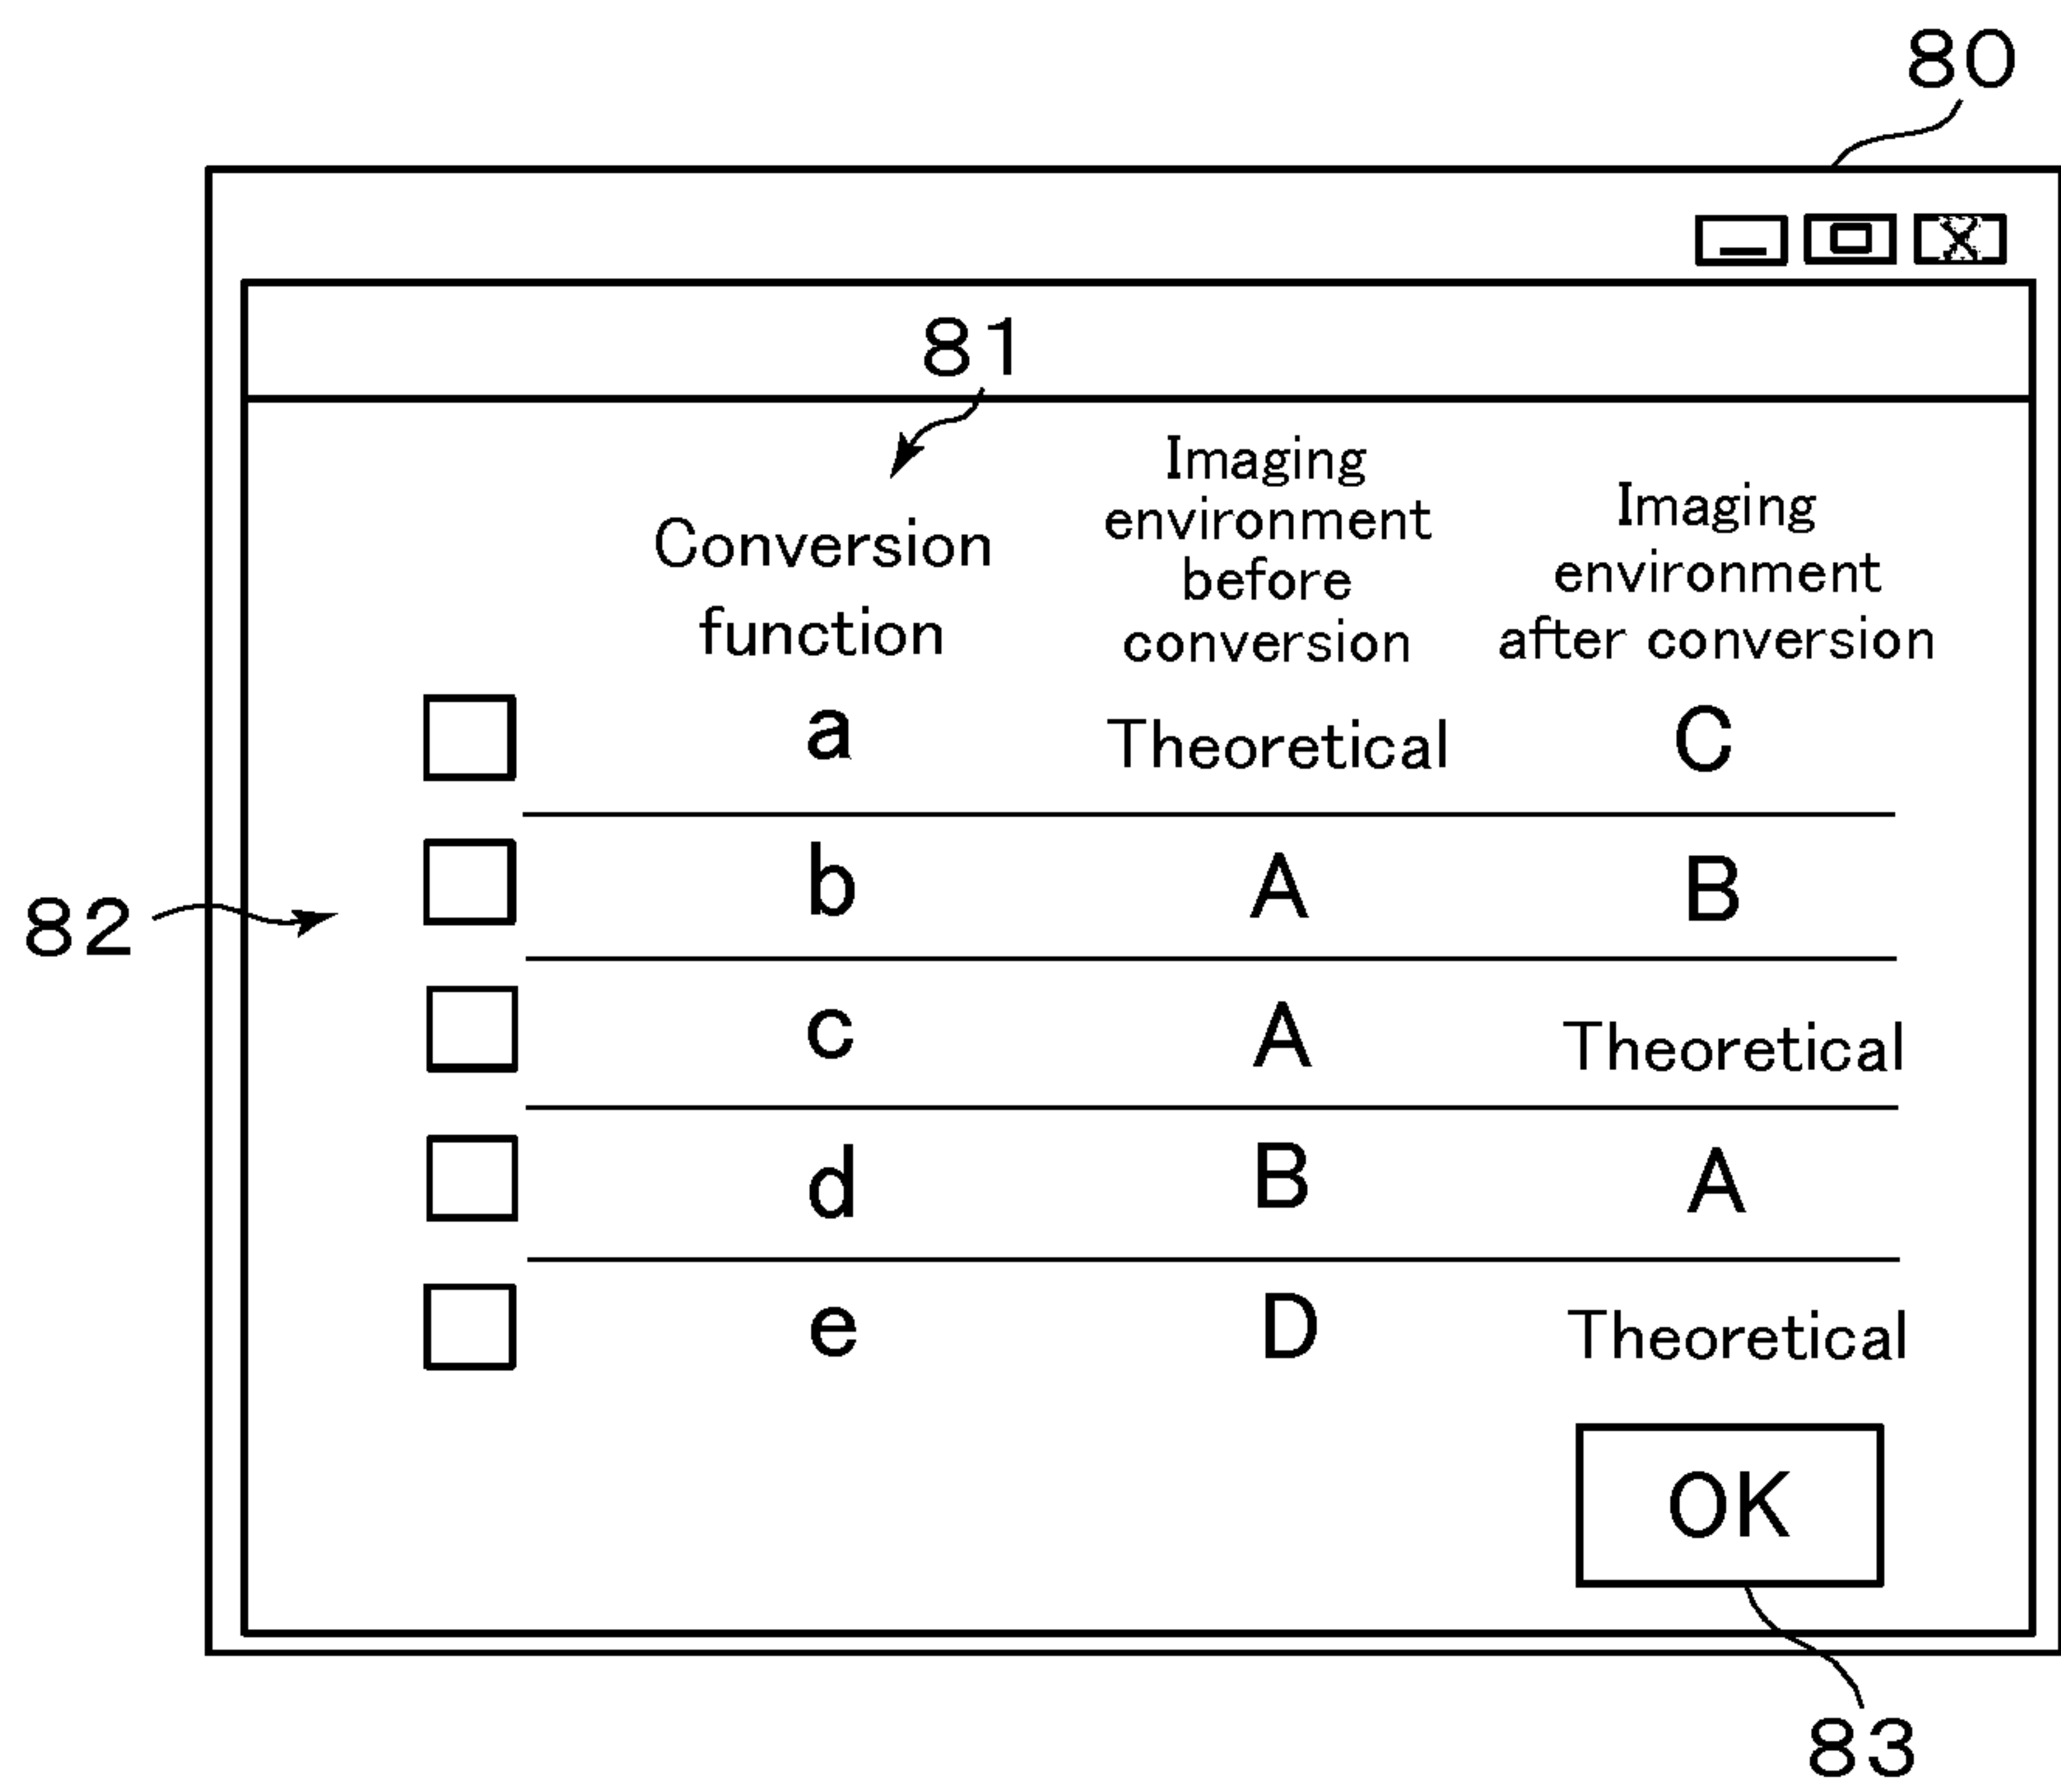 80
81
Conversion
function
Imaging
environment
before
conversion
Imaging
environment
after conversion
a Theoretical C
b A B
82
c A Theoretical
d B A
e D Theoretical
OK
83